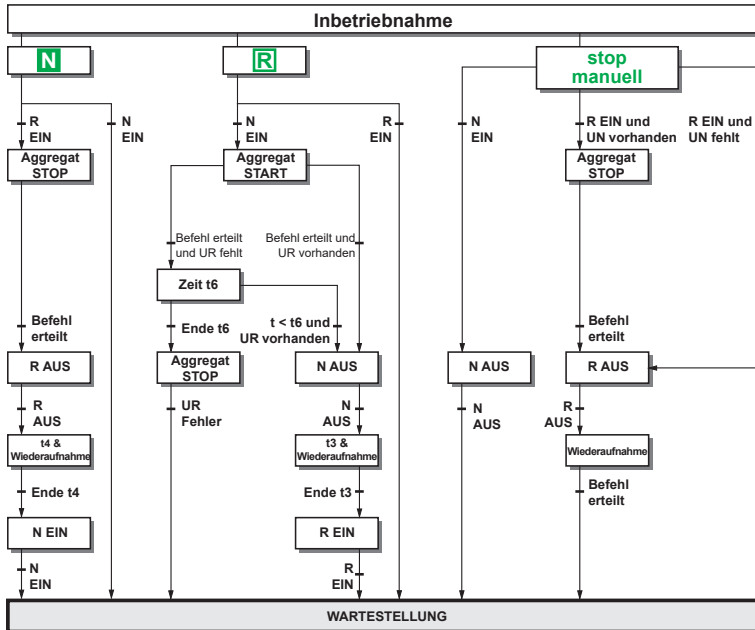 Inbetriebnahme
N
R
stop
manuell
R
EIN
N
EIN
N
EIN
R
EIN
N
EIN
R EIN und
UN vorhanden
R EIN und
UN fehlt
Aggregat
STOP
Aggregat
START
Aggregat
STOP
Befehl erteilt
und UR fehlt
Befehl erteilt und
UR vorhanden
Zeit t6
Befehl
erteilt
Ende t6
t < t6 und
UR vorhanden
Befehl
erteilt
R AUS
Aggregat
STOP
N AUS
N AUS
R AUS
R
AUS
UR
Fehler
N
AUS
N
AUS
R
AUS
t4 &
Wiederaufnahme
t3 &
Wiederaufnahme
Wiederaufnahme
Ende t4
Ende t3
Befehl
erteilt
N EIN
R EIN
N
EIN
R
EIN
WARTESTELLUNG